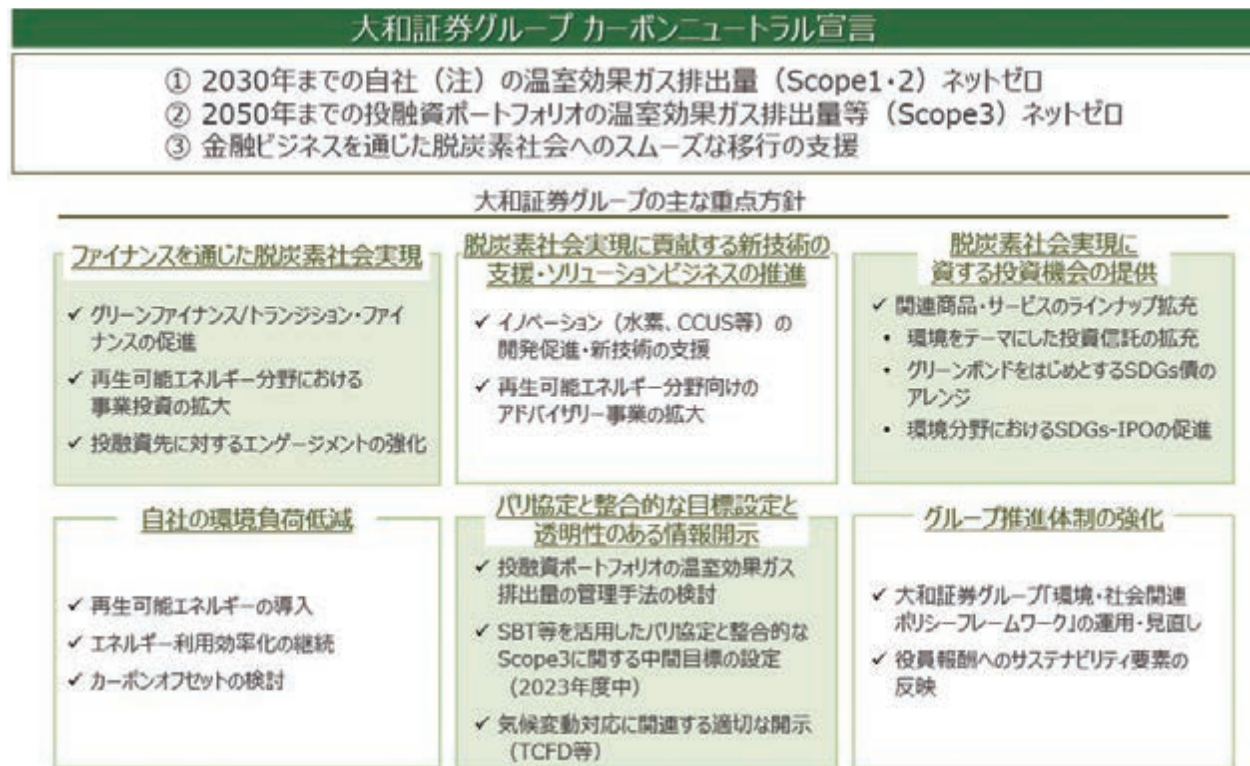 大和証券グループ カーボンニュートラル宣言
① 2030年までの自社（注）の温室効果ガス排出量（Scope1・2）ネットゼロ
② 2050年までの投融資ポートフォリオの温室効果ガス排出量等（Scope3）ネットゼロ
③ 金融ビジネスを通じた脱炭素社会へのスムーズな移行の支援
大和証券グループの主な重点方針
ファイナンスを通じた脱炭素社会実現
✓ グリーンファイナンス/トランジション・ファイ
ナンスの促進
✓ 再生可能エネルギー分野における
事業投資の拡大
✓ 投融資先に対するエンゲージメントの強化
脱炭素社会実現に貢献する新技術の
支援・ソリューションビジネスの推進
✓ イノベーション（水素、CCUS等）の
開発促進・新技術の支援
✓ 再生可能エネルギー分野向けの
アドバイザリー事業の拡大
脱炭素社会実現に
資する投資機会の提供
✓ 関連商品・サービスのラインナップ拡充
• 環境をテーマにした投資信託の拡充
• グリーンボンドをはじめとするSDGs債の
アレンジ
• 環境分野におけるSDGs-IPOの促進
自社の環境負荷低減
✓ 再生可能エネルギーの導入
✓ エネルギー利用効率化の継続
✓ カーボンオフセットの検討
パリ協定と整合的な目標設定と
透明性のある情報開示
✓ 投融資ポートフォリオの温室効果ガス
排出量の管理手法の検討
✓ SBT等を活用したパリ協定と整合的な
Scope3に関する中間目標の設定
(2023年度中)
✓ 気候変動対応に関連する適切な開示
(TCFD等)
グループ推進体制の強化
✓ 大和証券グループ「環境・社会関連
ポリシーフレームワーク」の運用・見直し
✓ 役員報酬へのサステナビリティ要素の
反映